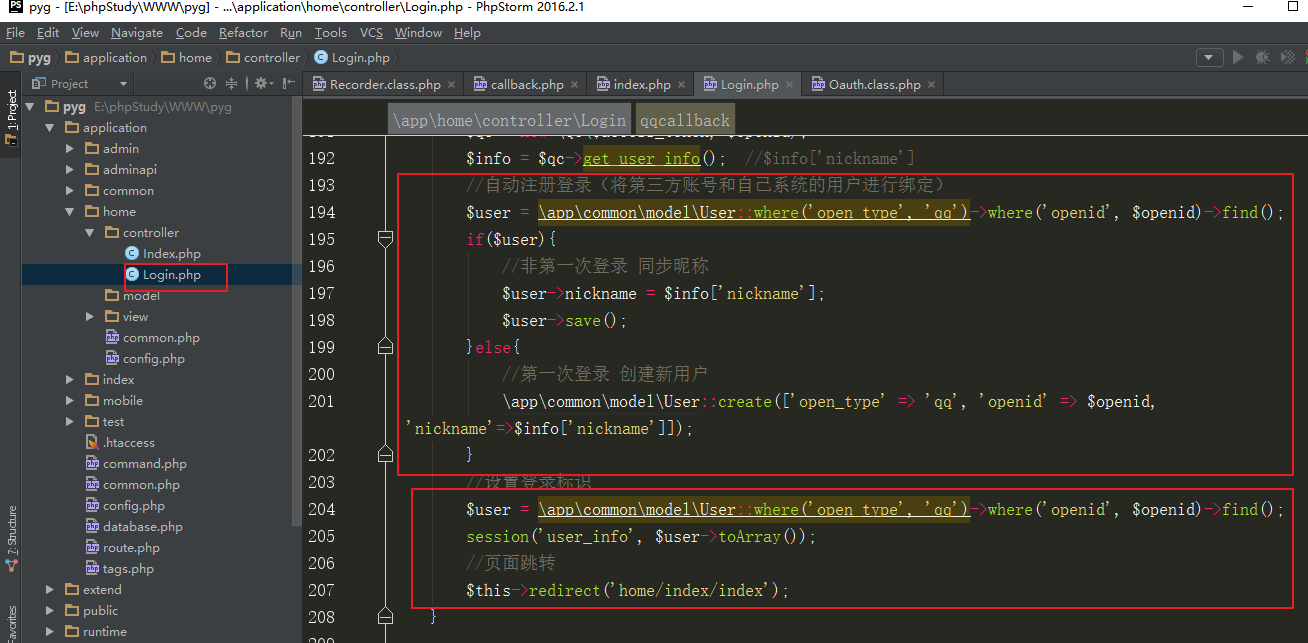 pyg - [E:\phpStudy\WWW\pyg] - ...\application\home\controller\Login.php - PhpStorm 2016.2.1
File Edit View Navigate Code Refactor Run Tools VCS Window Help
pyg application home controller Login.php
Project
Recorder.class.php callback.php index.php Login.php Oauth.class.php
1: Project
Z: Structure
Favorites
pyg E:\phpStudy\WWW\pyg
application
admin
adminapi
common
home
controller
Index.php
Login.php
model
view
common.php
config.php
index
mobile
test
.htaccess
command.php
common.php
config.php
database.php
route.php
tags.php
extend
public
runtime
\app\home\controller\Login qqcallback
192 $info = $qc->get_user_info(); //$info['nickname']
193 //自动注册登录（将第三方账号和自己系统的用户进行绑定）
194 $user = \app\common\model\User::where('open_type', 'qq')->where('openid', $openid)->find();
195 if($user){
196 //非第一次登录 同步昵称
197 $user->nickname = $info['nickname'];
198 $user->save();
199 }else{
200 //第一次登录 创建新用户
201 \app\common\model\User::create(['open_type' => 'qq', 'openid' => $openid,
'nickname'=>$info['nickname']]);
202 }
203 //设置登录标识
204 $user = \app\common\model\User::where('open_type', 'qq')->where('openid', $openid)->find();
205 session('user_info', $user->toArray());
206 //页面跳转
207 $this->redirect('home/index/index');
208 }